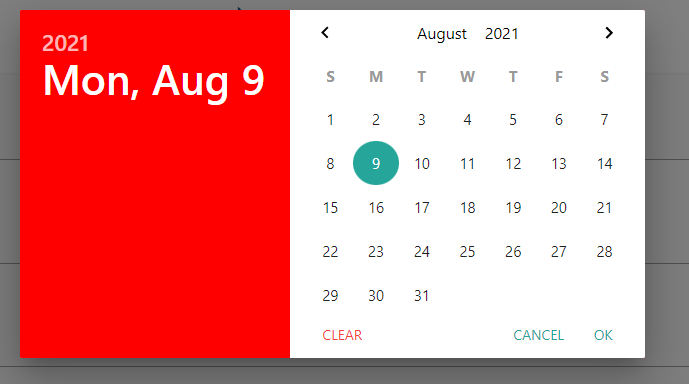 2021
Mon, Aug 9
August 2021
S M T W T F S
1 2 3 4 5 6 7
8 9 10 11 12 13 14
15 16 17 18 19 20 21
22 23 24 25 26 27 28
29 30 31
CLEAR CANCEL OK